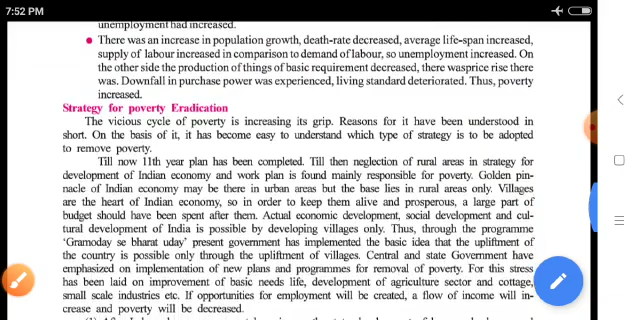 7:52 PM
unemployment had increased.
• There was an increase in population growth, death-rate decreased, average life-span increased,
supply of labour increased in comparison to demand of labour, so unemployment increased. On
the other side the production of things of basic requirement decreased, there wasprice rise there
was. Downfall in purchase power was experienced, living standard deteriorated. Thus, poverty
increased.
Strategy for poverty Eradication
The vicious cycle of poverty is increasing its grip. Reasons for it have been understood in
short. On the basis of it, it has become easy to understand which type of strategy is to be adopted
to remove poverty.
Till now 11th year plan has been completed. Till then neglection of rural areas in strategy for
development of Indian economy and work plan is found mainly responsible for poverty. Golden pin-
nacle of Indian economy may be there in urban areas but the base lies in rural areas only. Villages
are the heart of Indian economy, so in order to keep them alive and prosperous, a large part of
budget should have been spent after them. Actual economic development, social development and cul-
tural development of India is possible by developing villages only. Thus, through the programme
'Gramoday se bharat uday' present government has implemented the basic idea that the upliftment of
the country is possible only through the upliftment of villages. Central and state Government have
emphasized on implementation of new plans and programmes for removal of poverty. For this stress
has been laid on improvement of basic needs life, development of agriculture sector and cottage,
small scale industries etc. If opportunities for employment will be created, a flow of income will in-
crease and poverty will be decreased.